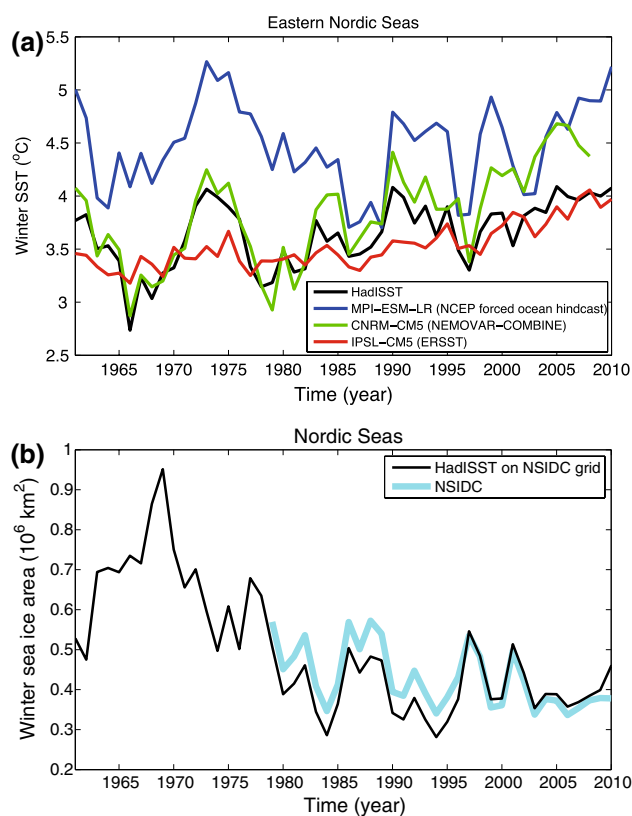 Eastern Nordic Seas
(a)
5.5
5
4.5
4
3.5
3
2.5
Winter SST (°C)
HadISST
MPI−ESM−LR (NCEP forced ocean hindcast)
CNRM−CM5 (NEMOVAR−COMBINE)
IPSL−CM5 (ERSST)
1965 1970 1975 1980 1985 1990 1995 2000 2005 2010
Time (year)
Nordic Seas
(b)
1
0.9
0.8
0.7
0.6
0.5
0.4
0.3
0.2
Winter sea ice area (10⁶ km²)
HadISST on NSIDC grid
NSIDC
1965 1970 1975 1980 1985 1990 1995 2000 2005 2010
Time (year)